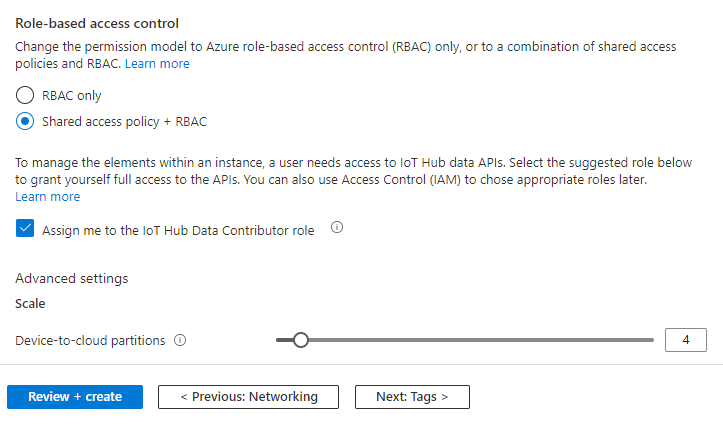 Role-based access control
Change the permission model to Azure role-based access control (RBAC) only, or to a combination of shared access
policies and RBAC. Learn more
RBAC only
Shared access policy + RBAC
To manage the elements within an instance, a user needs access to IoT Hub data APIs. Select the suggested role below
to grant yourself full access to the APIs. You can also use Access Control (IAM) to chose appropriate roles later.
Learn more
Assign me to the IoT Hub Data Contributor role
Advanced settings
Scale
Device-to-cloud partitions 4
Review + create < Previous: Networking Next: Tags >